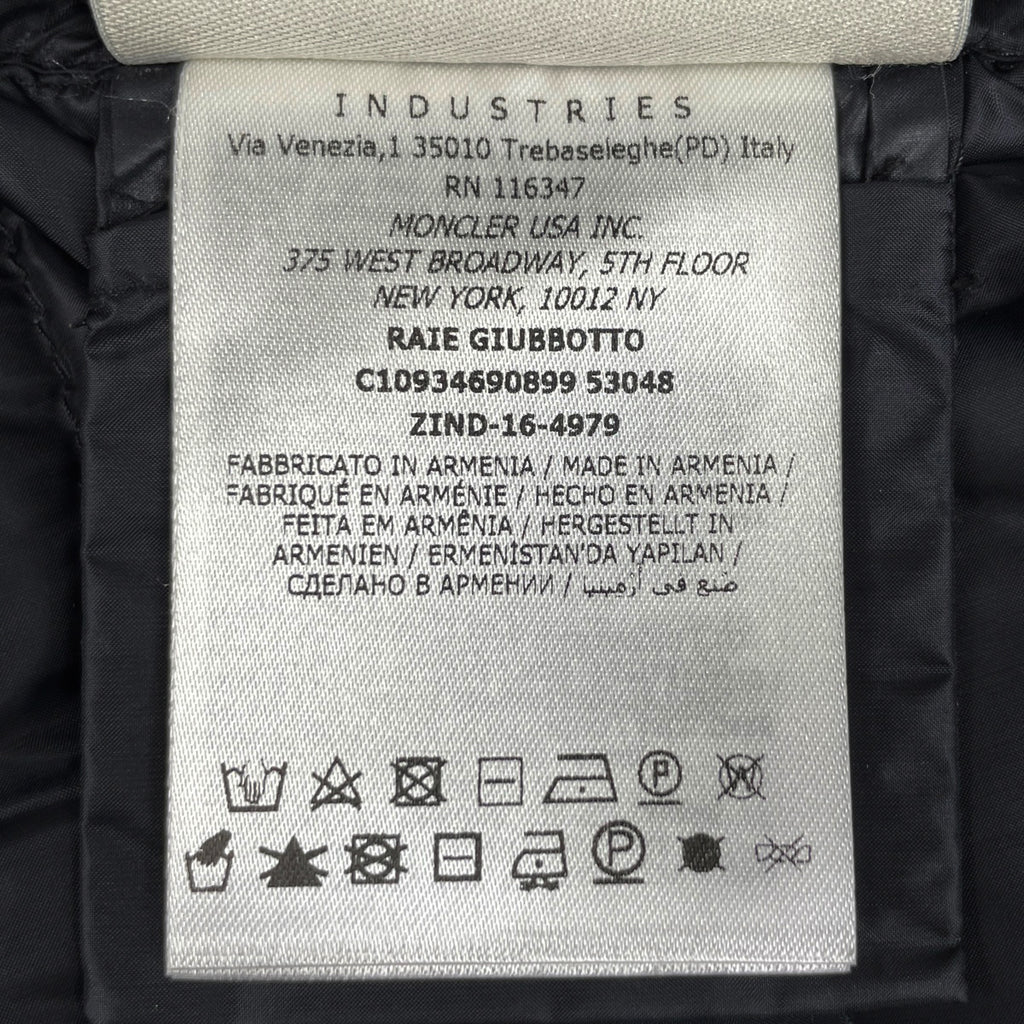 INDUSTRIES
Via Venezia,1 35010 Trebaseleghe(PD) Italy
RN 116347
MONCLER USA INC.
375 WEST BROADWAY, 5TH FLOOR
NEW YORK, 10012 NY
RAIE GIUBBOTTO
C10934690899 53048
ZIND-16-4979
FABBRICATO IN ARMENIA / MADE IN ARMENIA /
FABRIQUÉ EN ARMÉNIE / HECHO EN ARMENIA /
FEITA EM ARMÊNIA / HERGESTELLT IN
ARMENIEN / ERMENİSTAN'DA YAPILAN /
СДЕЛАНО В АРМЕНИИ / صنع في أرمينيا
P W
P